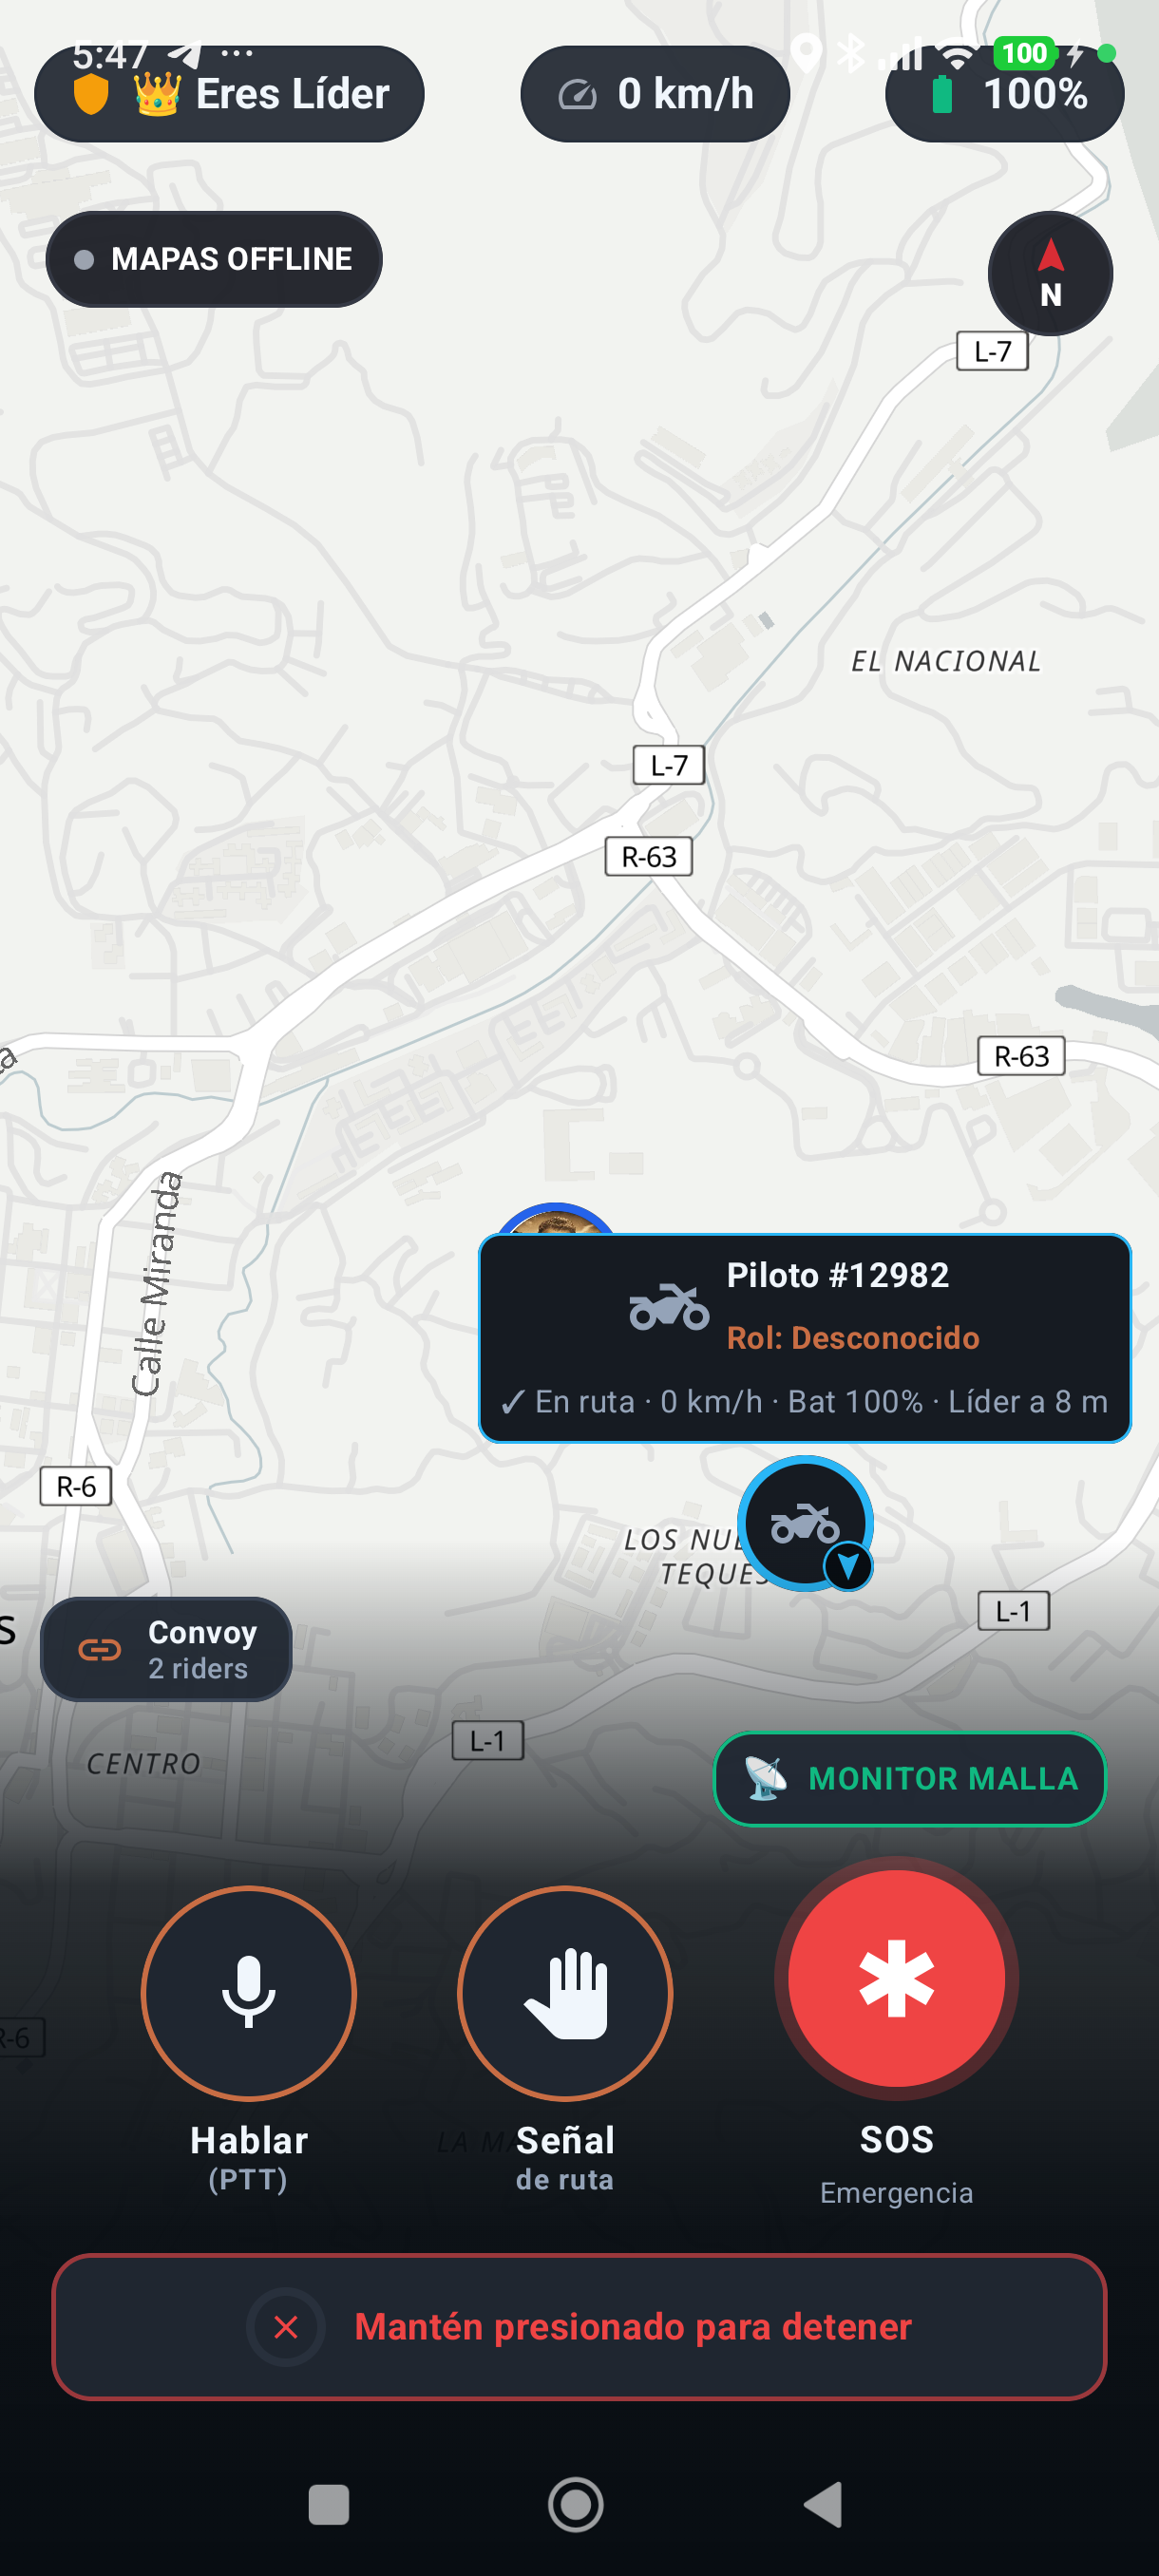 5:47
100
👑 Eres Líder
0 km/h
100%
MAPAS OFFLINE
N
L-7
EL NACIONAL
L-7
R-63
R-63
Calle Miranda
Piloto #12982
Rol: Desconocido
✓ En ruta · 0 km/h · Bat 100% · Líder a 8 m
R-6
LOS NUE
TEQUES
L-1
Convoy
2 riders
L-1
CENTRO
MONITOR MALLA
R-6
Hablar
(PTT)
LA MA
Señal
de ruta
SOS
Emergencia
Mantén presionado para detener